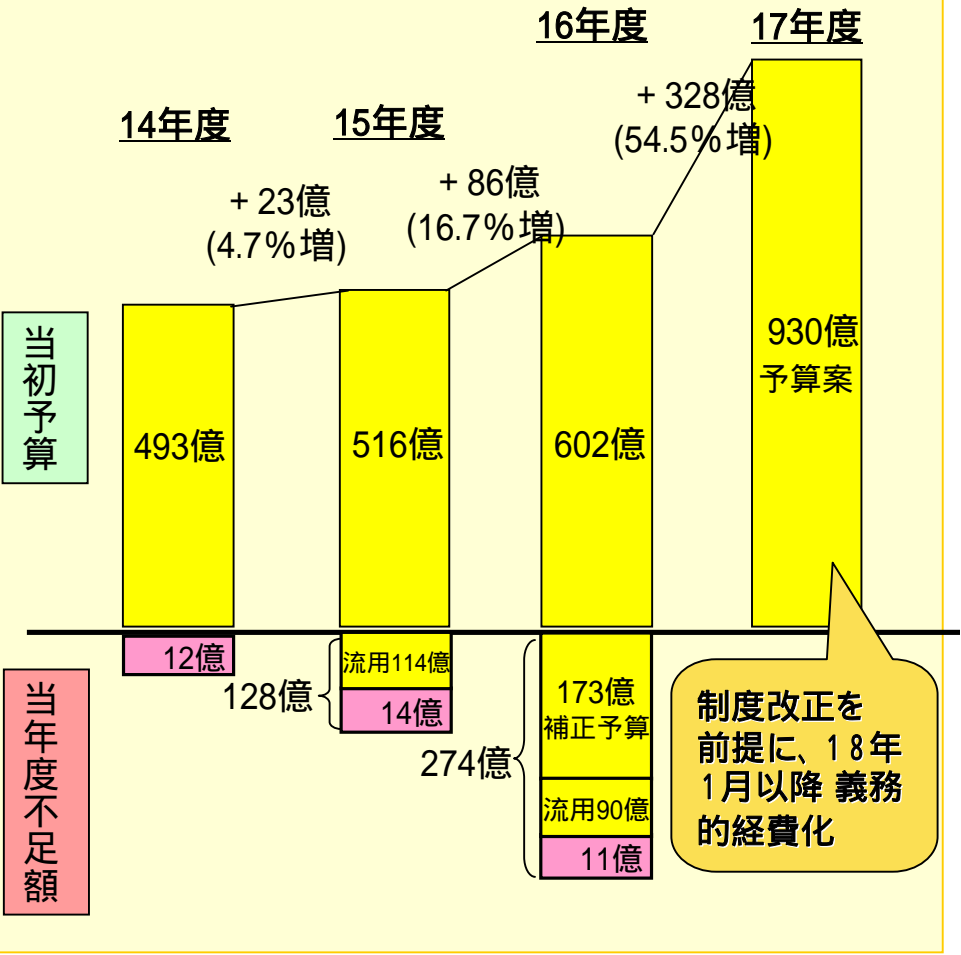 14年度
15年度
16年度
17年度
+ 23億
(4.7%増)
+ 86億
(16.7%増)
+ 328億
(54.5%増)
当初予算
493億
516億
602億
930億
予算案
当年度不足額
12億
128億
流用114億
14億
274億
173億
補正予算
流用90億
11億
制度改正を
前提に、18年
1月以降 義務
的経費化